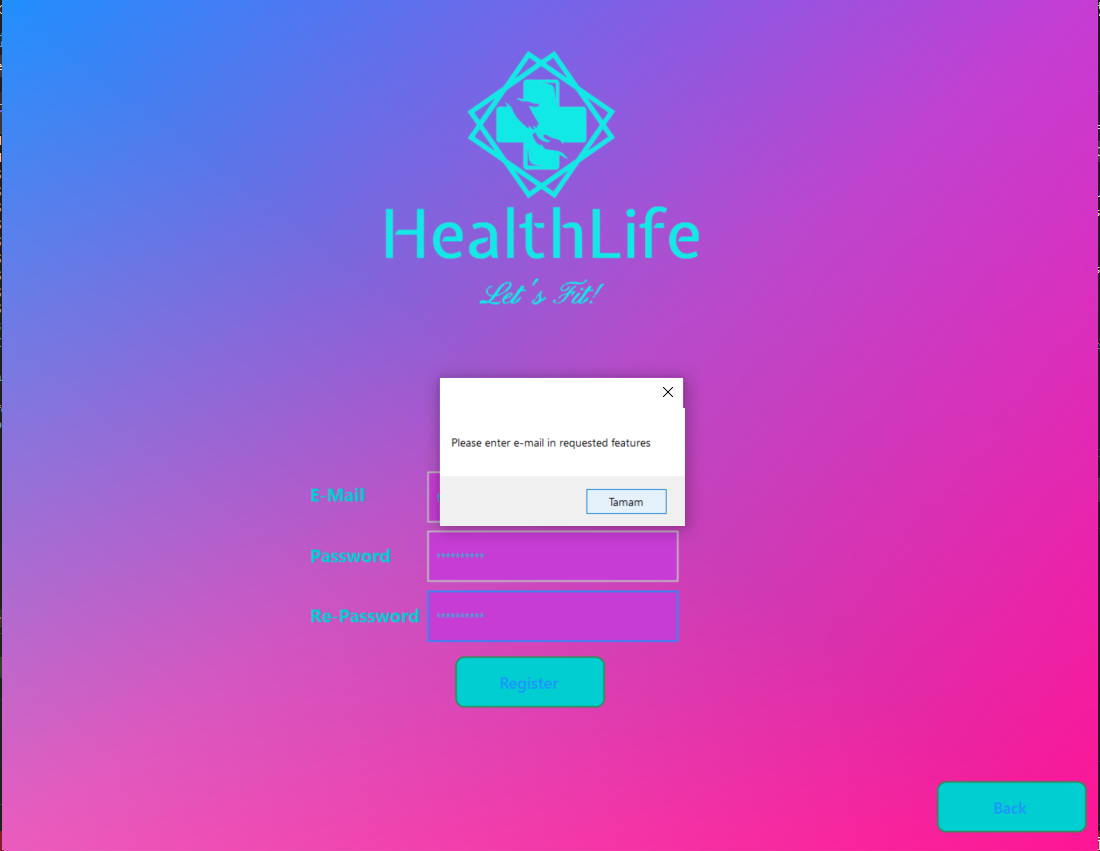 HealthLife
Let's Fit!
Please enter e-mail in requested features
Tamam
E-Mail
Password
**********
Re-Password
**********
Register
Back